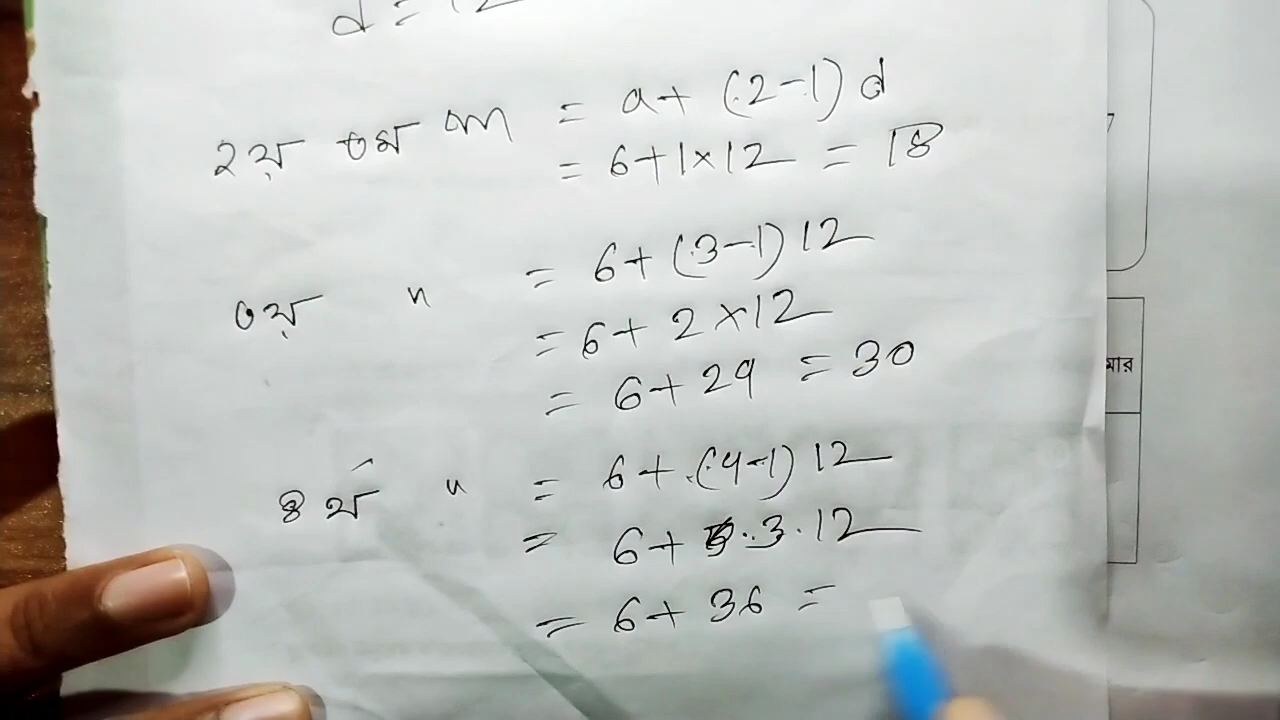 d = 12
২য় তম পদ = a + (2-1) d
= 6+1×12 = 18
৩য় " = 6+(3-1) 12
= 6+ 2×12
= 6+ 24 = 30
৪র্থ " = 6+ (4-1) 12
= 6+ 3.12
= 6+ 36 =
মার